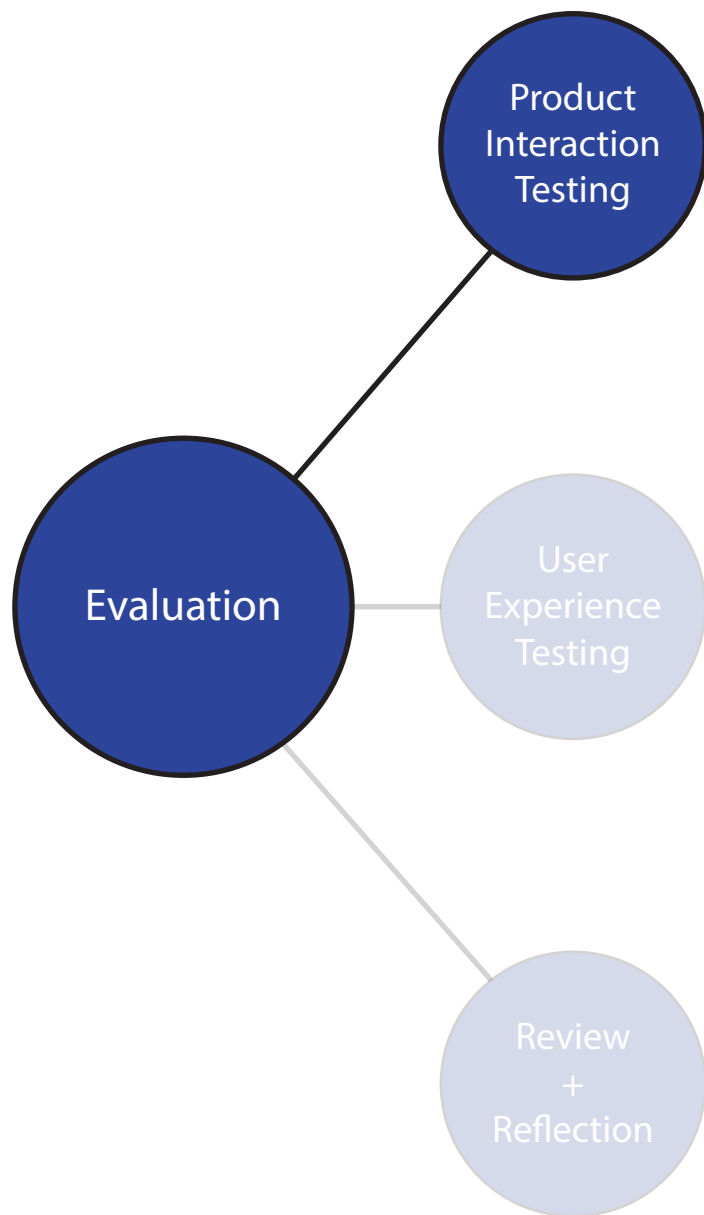 Product
Interaction
Testing
Evaluation
User
Experience
Testing
Review
+
Reflection